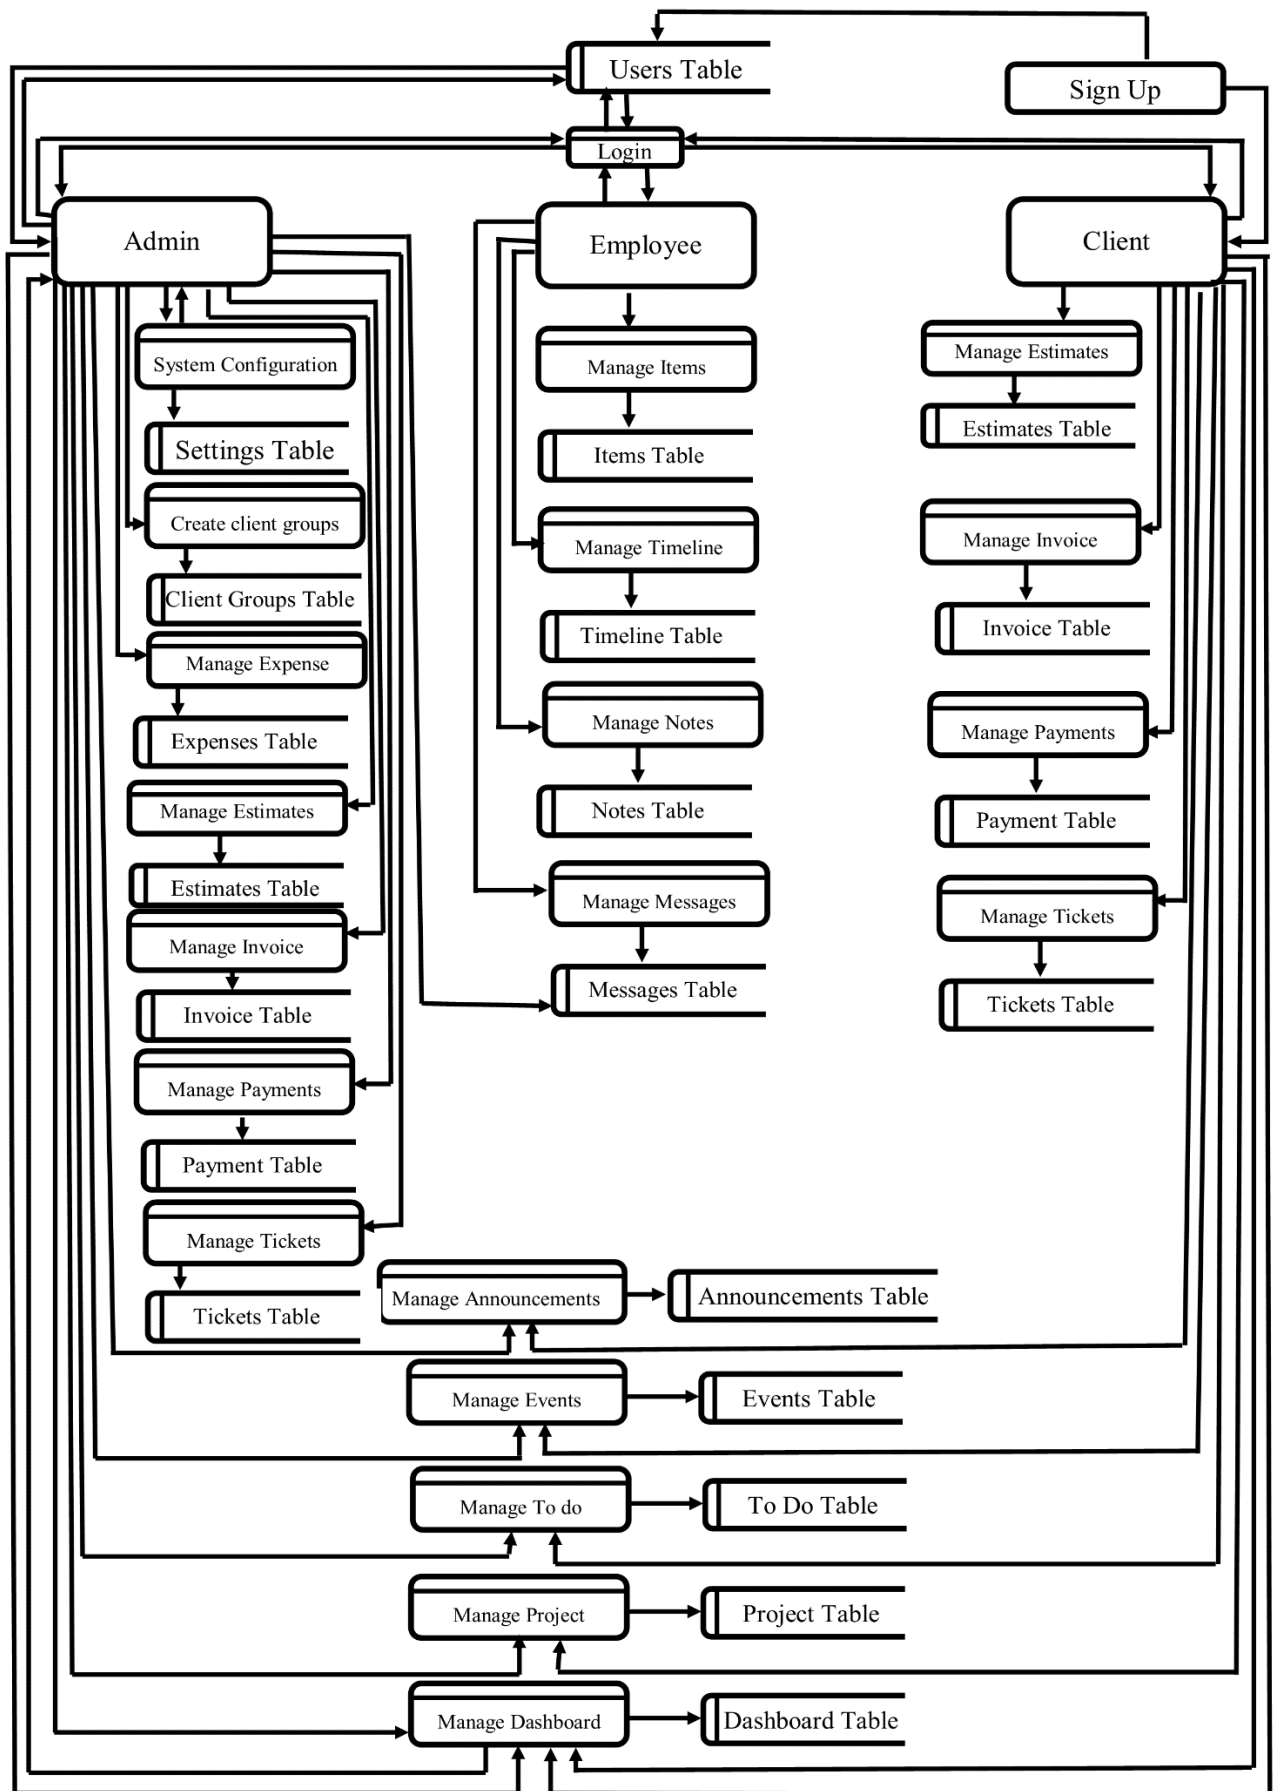 Users Table
Sign Up
Login
Admin
Employee
Client
System Configuration
Settings Table
Create client groups
Client Groups Table
Manage Expense
Expenses Table
Manage Estimates
Estimates Table
Manage Invoice
Invoice Table
Manage Payments
Payment Table
Manage Tickets
Tickets Table
Manage Items
Items Table
Manage Timeline
Timeline Table
Manage Notes
Notes Table
Manage Messages
Messages Table
Manage Estimates
Estimates Table
Manage Invoice
Invoice Table
Manage Payments
Payment Table
Manage Tickets
Tickets Table
Manage Announcements
Announcements Table
Manage Events
Events Table
Manage To do
To Do Table
Manage Project
Project Table
Manage Dashboard
Dashboard Table